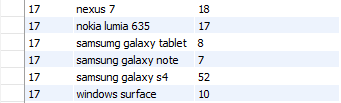 17 nexus 7 18
17 nokia lumia 635 17
17 samsumg galaxy tablet 8
17 samsung galaxy note 7
17 samsung galaxy s4 52
17 windows surface 10